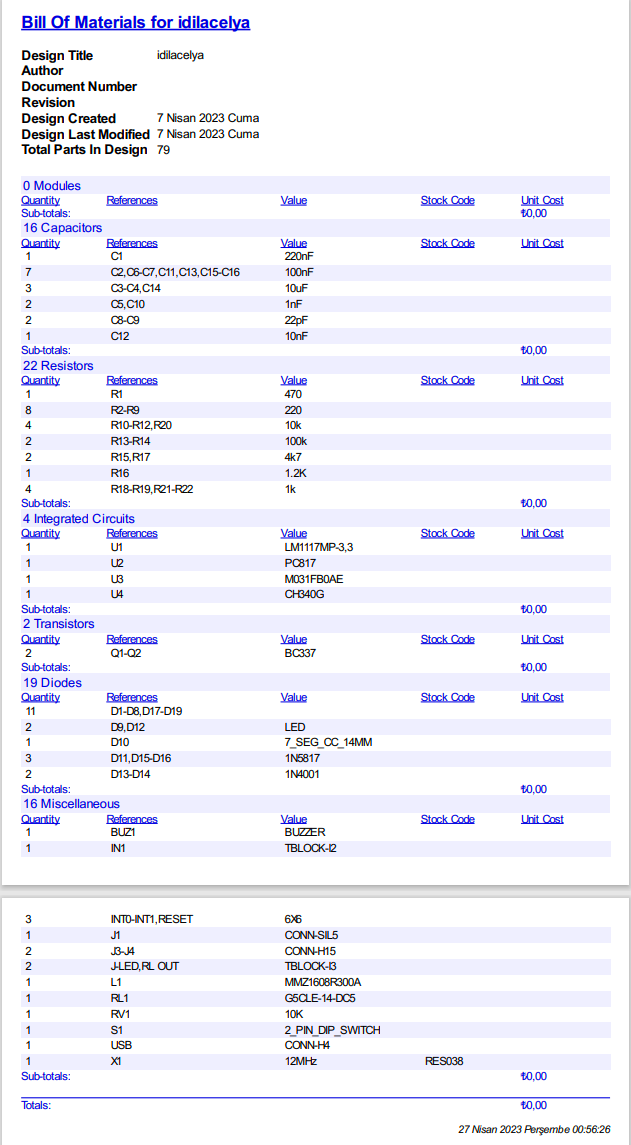 Bill Of Materials for idilacelya
Design Title idilacelya
Author
Document Number
Revision
Design Created 7 Nisan 2023 Cuma
Design Last Modified 7 Nisan 2023 Cuma
Total Parts In Design 79
0 Modules
Quantity References Value Stock Code Unit Cost
Sub-totals: ₺0,00
16 Capacitors
Quantity References Value Stock Code Unit Cost
1 C1 220nF
7 C2,C6-C7,C11,C13,C15-C16 100nF
3 C3-C4,C14 10uF
2 C5,C10 1nF
2 C8-C9 22pF
1 C12 10nF
Sub-totals: ₺0,00
22 Resistors
Quantity References Value Stock Code Unit Cost
1 R1 470
8 R2-R9 220
4 R10-R12,R20 10k
2 R13-R14 100k
2 R15,R17 4k7
1 R16 1.2K
4 R18-R19,R21-R22 1k
Sub-totals: ₺0,00
4 Integrated Circuits
Quantity References Value Stock Code Unit Cost
1 U1 LM1117MP-3,3
1 U2 PC817
1 U3 M031FB0AE
1 U4 CH340G
Sub-totals: ₺0,00
2 Transistors
Quantity References Value Stock Code Unit Cost
2 Q1-Q2 BC337
Sub-totals: ₺0,00
19 Diodes
Quantity References Value Stock Code Unit Cost
11 D1-D8,D17-D19
2 D9,D12 LED
1 D10 7_SEG_CC_14MM
3 D11,D15-D16 1N5817
2 D13-D14 1N4001
Sub-totals: ₺0,00
16 Miscellaneous
Quantity References Value Stock Code Unit Cost
1 BUZ1 BUZZER
1 IN1 TBLOCK-I2
3 INT0-INT1,RESET 6X6
1 J1 CONN-SIL5
2 J3-J4 CONN-H15
2 J-LED,RL OUT TBLOCK-I3
1 L1 MMZ1608R300A
1 RL1 G5CLE-14-DC5
1 RV1 10K
1 S1 2_PIN_DIP_SWITCH
1 USB CONN-H4
1 X1 12MHz RES038
Sub-totals: ₺0,00
Totals: ₺0,00
27 Nisan 2023 Perşembe 00:56:26